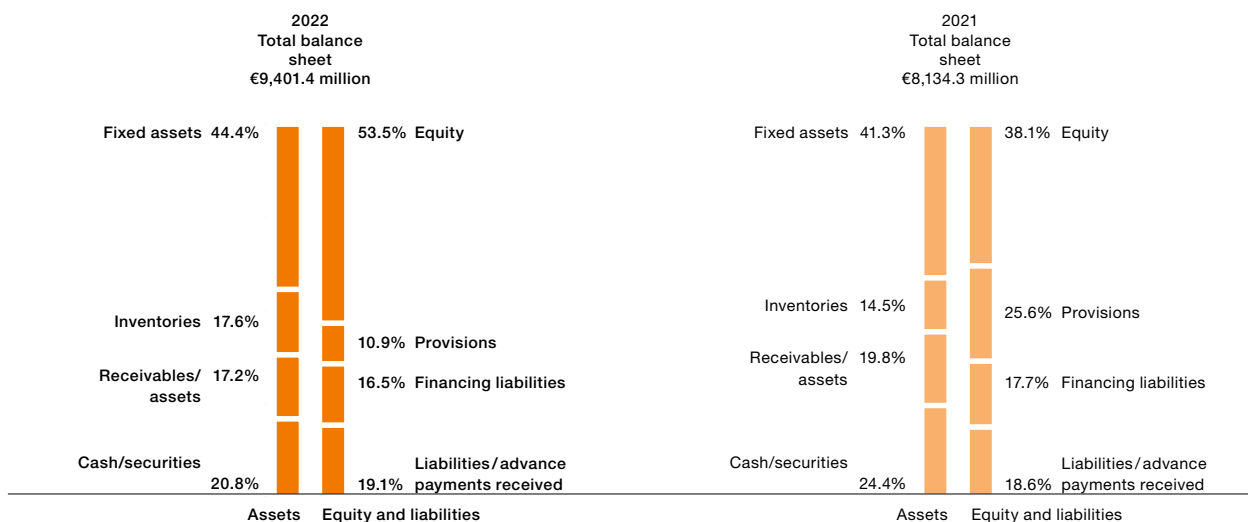 2022
Total balance
sheet
€9,401.4 million
Fixed assets 44.4%
53.5% Equity
Inventories 17.6%
10.9% Provisions
Receivables/ 17.2%
assets
16.5% Financing liabilities
Cash/securities
20.8%
Liabilities/advance
19.1% payments received
Assets
Equity and liabilities
2021
Total balance
sheet
€8,134.3 million
Fixed assets 41.3%
38.1% Equity
Inventories 14.5%
25.6% Provisions
Receivables/ 19.8%
assets
17.7% Financing liabilities
Cash/securities
24.4%
Liabilities/advance
18.6% payments received
Assets
Equity and liabilities